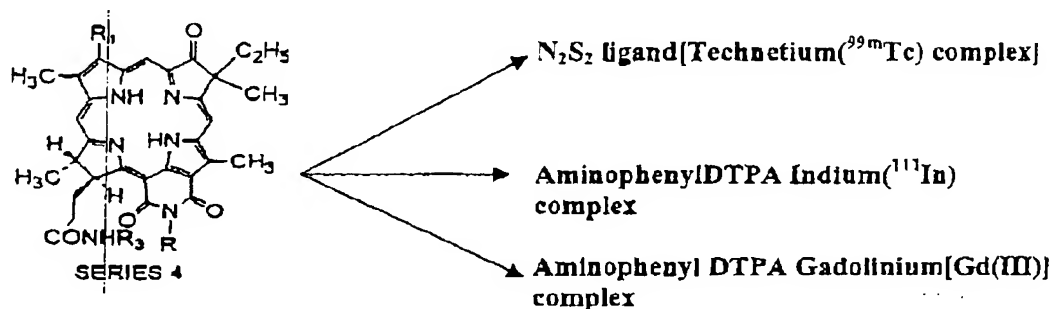 R₁
O
C₂H₅
H₃C
NH
N
CH₃
H
N
HN
H₃C
CH₃
H
O
N
O
CONHR₃
R
SERIES 4
N₂S₂ ligand[Technetium(⁹⁹ᵐTc) complex]
AminophenylDTPA Indium(¹¹¹In)
complex
Aminophenyl DTPA Gadolinium[Gd(III)]
complex